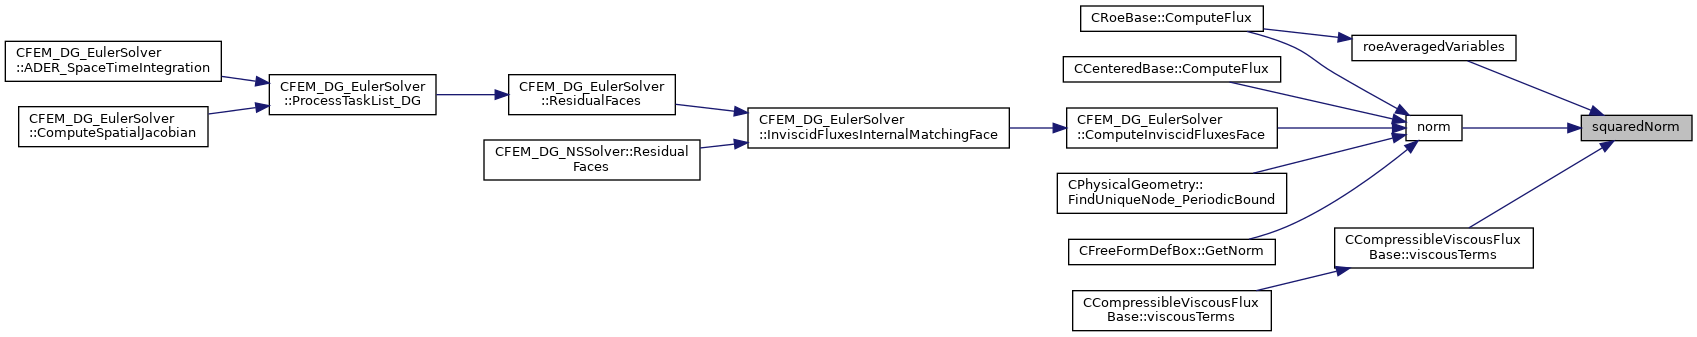 CRoeBase::ComputeFlux
roeAveragedVariables
CFEM_DG_EulerSolver
::ADER_SpaceTimeIntegration
CCenteredBase::ComputeFlux
CFEM_DG_EulerSolver
::ProcessTaskList_DG
CFEM_DG_EulerSolver
::ResidualFaces
CFEM_DG_EulerSolver
::ComputeSpatialJacobian
CFEM_DG_EulerSolver
::InviscidFluxesInternalMatchingFace
CFEM_DG_EulerSolver
::ComputeInviscidFluxesFace
norm
squaredNorm
CFEM_DG_NSSolver::Residual
Faces
CPhysicalGeometry::
FindUniqueNode_PeriodicBound
CFreeFormDefBox::GetNorm
CCompressibleViscousFlux
Base::viscousTerms
CCompressibleViscousFlux
Base::viscousTerms